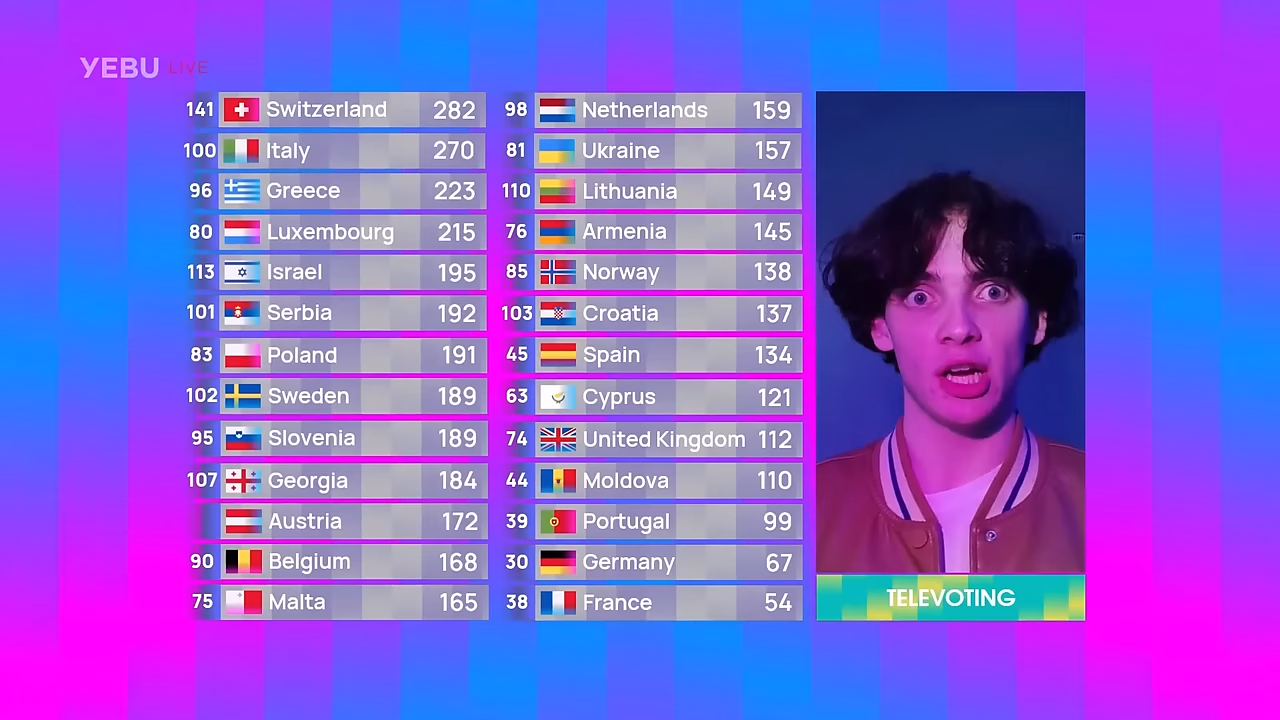 YEBU LIVE
141 Switzerland 282
100 Italy 270
96 Greece 223
80 Luxembourg 215
113 Israel 195
101 Serbia 192
83 Poland 191
102 Sweden 189
95 Slovenia 189
107 Georgia 184
Austria 172
90 Belgium 168
75 Malta 165
98 Netherlands 159
81 Ukraine 157
110 Lithuania 149
76 Armenia 145
85 Norway 138
103 Croatia 137
45 Spain 134
63 Cyprus 121
74 United Kingdom 112
44 Moldova 110
39 Portugal 99
30 Germany 67
38 France 54
TELEVOTING